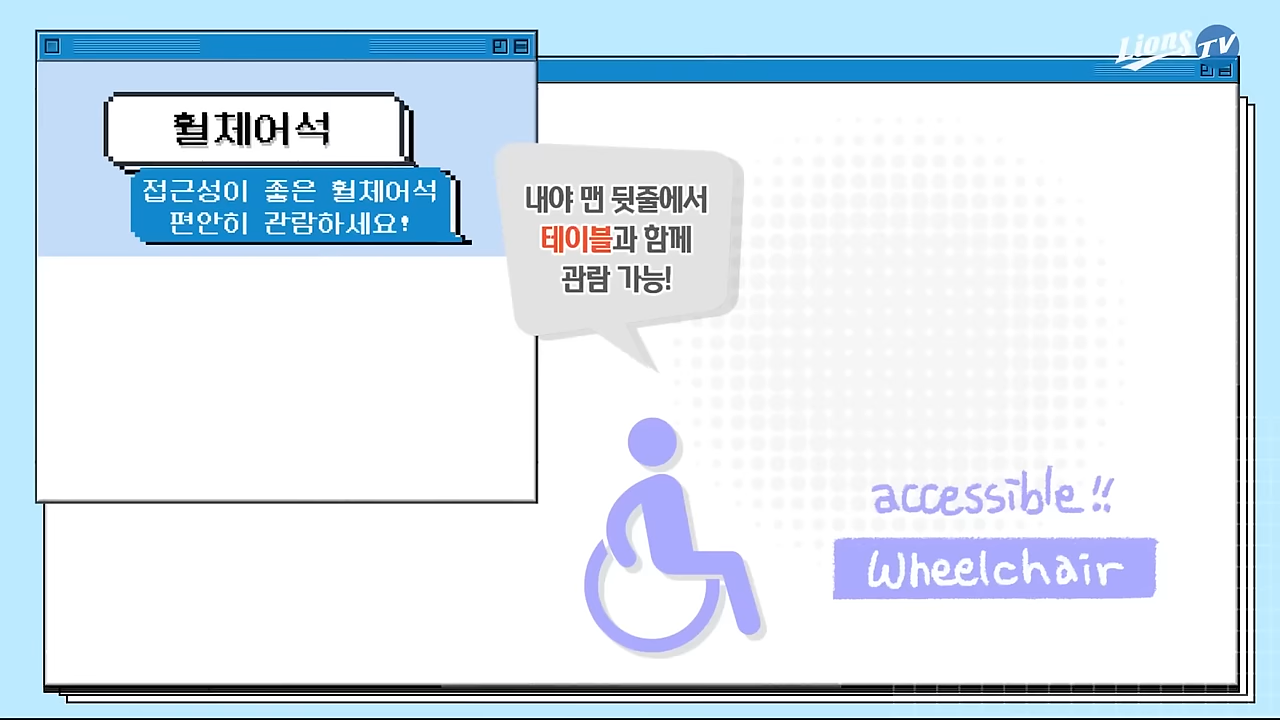 Lions TV
휠체어석
접근성이 좋은 휠체어석
편안히 관람하세요!
내야 맨 뒷줄에서
테이블과 함께
관람 가능!
accessible!!
Wheelchair